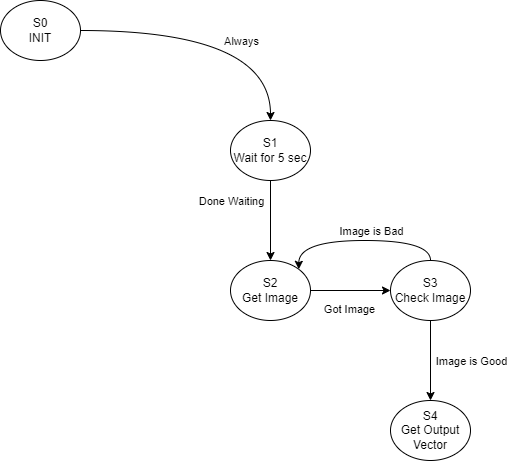 S0
INIT
Always
S1
Wait for 5 sec
Done Waiting
Image is Bad
S2
Get Image
Got Image
S3
Check Image
Image is Good
S4
Get Output
Vector